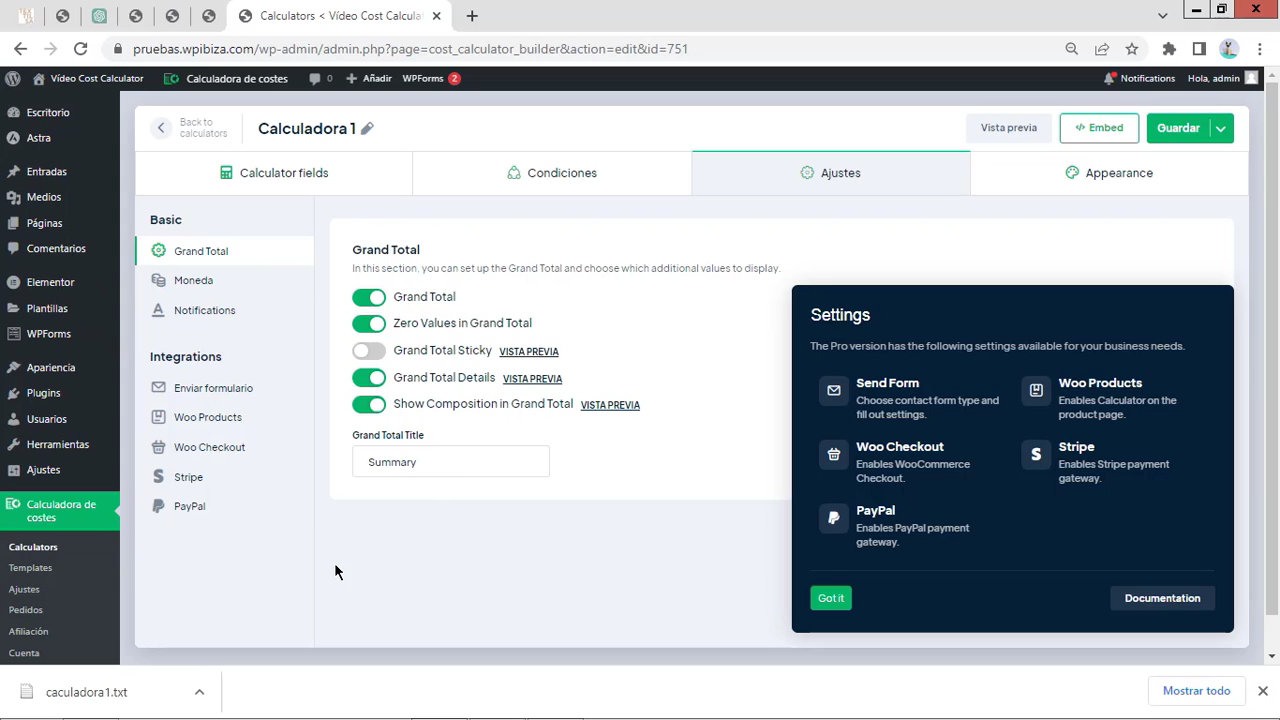 Calculators < Vídeo Cost Calcula
pruebas.wpibiza.com/wp-admin/admin.php?page=cost_calculator_builder&action=edit&id=751
Vídeo Cost Calculator
Calculadora de costes
0
Añadir
WPForms 2
Notifications
Hola, admin
Escritorio
Astra
Entradas
Medios
Páginas
Comentarios
Elementor
Plantillas
WPForms
Apariencia
Plugins
Usuarios
Herramientas
Ajustes
Calculadora de
costes
Calculators
Templates
Ajustes
Pedidos
Afiliación
Cuenta
Back to
calculators
Calculadora 1
Vista previa
</> Embed
Guardar
Calculator fields
Condiciones
Ajustes
Appearance
Basic
Grand Total
Moneda
Notifications
Integrations
Enviar formulario
Woo Products
Woo Checkout
Stripe
PayPal
Grand Total
In this section, you can set up the Grand Total and choose which additional values to display.
Grand Total
Zero Values in Grand Total
Grand Total Sticky VISTA PREVIA
Grand Total Details VISTA PREVIA
Show Composition in Grand Total VISTA PREVIA
Grand Total Title
Summary
Settings
The Pro version has the following settings available for your business needs.
Send Form
Choose contact form type and
fill out settings.
Woo Products
Enables Calculator on the
product page.
Woo Checkout
Enables WooCommerce
Checkout.
Stripe
Enables Stripe payment
gateway.
PayPal
Enables PayPal payment
gateway.
Got it
Documentation
caculadora1.txt
Mostrar todo